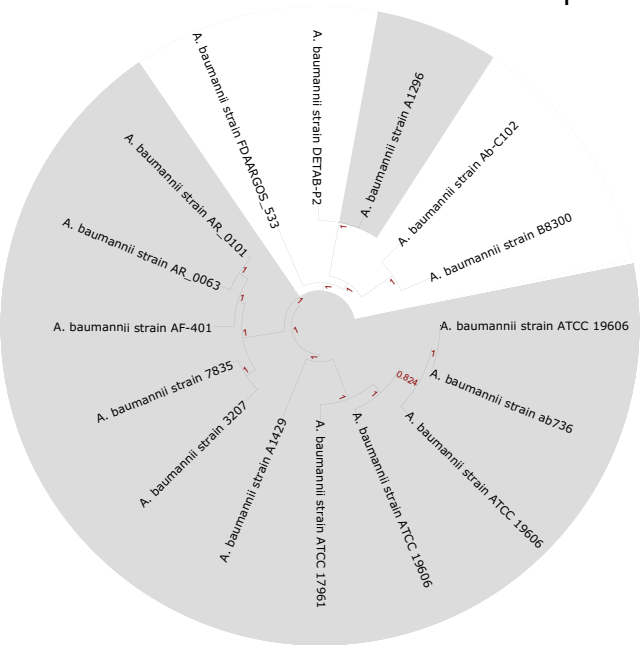 A. baumannii strain FDAARGOS_533
A. baumannii strain DETAB-P2
A. baumannii strain A1296
A. baumannii strain Ab-C102
A. baumannii strain B8300
A. baumannii strain ATCC 19606
A. baumannii strain ab736
A. baumannii strain ATCC 19606
A. baumannii strain ATCC 19606
A. baumannii strain ATCC 17961
A. baumannii strain A1429
A. baumannii strain 3207
A. baumannii strain 7835
A. baumannii strain AF-401
A. baumannii strain AR_0063
A. baumannii strain AR_0101
1
1
1
1
1
1
1
1
1
1
1
1
1
0.824
1